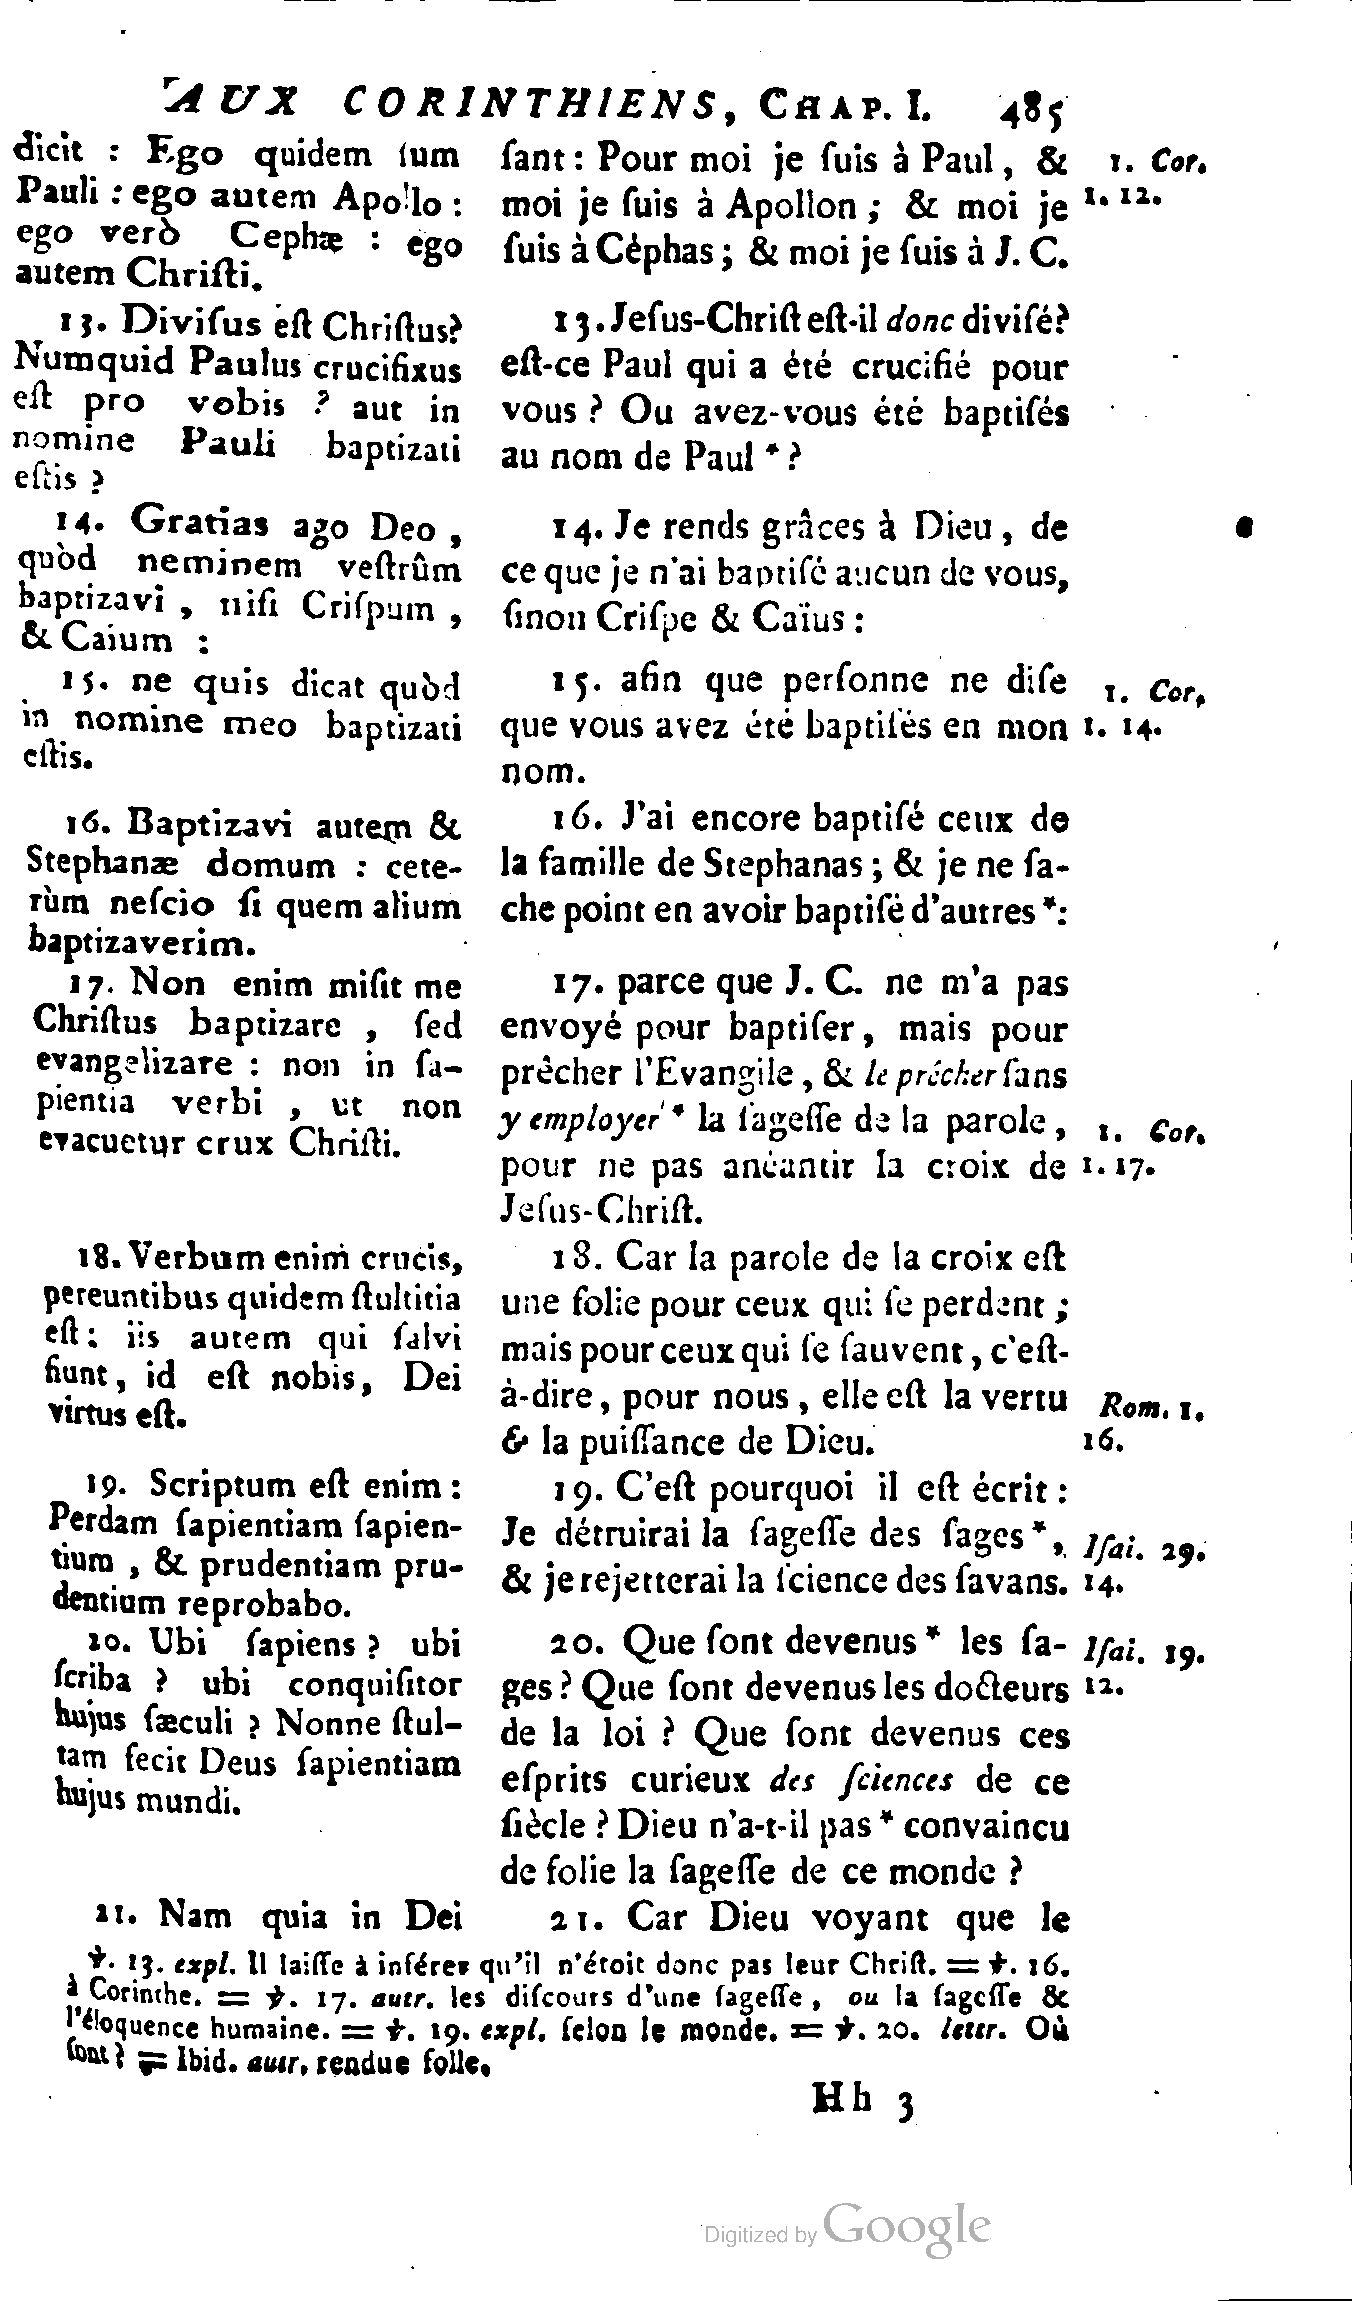 AUX CORINTHIENS, CHAP. I. 485
dicit : Ego quidem ſum
Pauli : ego autem Apollo :
ego verò Cephæ : ego
autem Chriſti.
13. Diviſus eſt Chriſtus?
Numquid Paulus crucifixus
eſt pro vobis ? aut in
nomine Pauli baptizati
eſtis ?
14. Gratias ago Deo ,
quòd neminem veſtrûm
baptizavi , niſi Criſpum ,
& Caium :
15. ne quis dicat quòd
in nomine meo baptizati
eſtis.
16. Baptizavi autem &
Stephanæ domum : cete-
rùm neſcio ſi quem alium
baptizaverim.
17. Non enim miſit me
Chriſtus baptizare , ſed
evangelizare : non in ſa-
pientia verbi , ut non
evacuetur crux Chriſti.
18. Verbum enim crucis,
pereuntibus quidem ſtultitia
eſt : iis autem qui ſalvi
fiunt, id eſt nobis, Dei
virtus eſt.
19. Scriptum eſt enim :
Perdam ſapientiam ſapien-
tium , & prudentiam pru-
dentium reprobabo.
20. Ubi ſapiens ? ubi
ſcriba ? ubi conquiſitor
hujus ſæculi ? Nonne ſtul-
tam fecit Deus ſapientiam
hujus mundi.
21. Nam quia in Dei
ſant : Pour moi je ſuis à Paul , &
moi je ſuis à Apollon ; & moi je
ſuis à Céphas ; & moi je ſuis à J. C.
13. Jeſus-Chriſt eſt-il donc diviſé?
eſt-ce Paul qui a été crucifié pour
vous ? Ou avez-vous été baptiſés
au nom de Paul * ?
14. Je rends grâces à Dieu , de
ce que je n'ai baptiſé aucun de vous,
ſinon Criſpe & Caïus :
15. afin que perſonne ne diſe
que vous avez été baptiſés en mon
nom.
16. J'ai encore baptiſé ceux de
la famille de Stephanas ; & je ne ſa-
che point en avoir baptiſé d'autres * :
17. parce que J. C. ne m'a pas
envoyé pour baptiſer , mais pour
prêcher l'Evangile , & le prêcher ſans
y employer * la ſageſſe de la parole ,
pour ne pas anéantir la croix de
Jeſus-Chriſt.
18. Car la parole de la croix eſt
une folie pour ceux qui ſe perdent ;
mais pour ceux qui ſe ſauvent , c'eſt-
à-dire , pour nous , elle eſt la vertu
& la puiſſance de Dieu.
19. C'eſt pourquoi il eſt écrit :
Je détruirai la ſageſſe des ſages * ,
& je rejetterai la ſcience des ſavans.
20. Que ſont devenus * les ſa-
ges ? Que ſont devenus les docteurs
de la loi ? Que ſont devenus ces
eſprits curieux des ſciences de ce
ſiècle ? Dieu n'a-t-il pas * convaincu
de folie la ſageſſe de ce monde ?
21. Car Dieu voyant que le
1. Cor.
1. 12.
1. Cor.
1. 14.
1. Cor.
1. 17.
Rom. 1.
16.
Iſai. 29.
14.
Iſai. 19.
12.
℣. 13. expl. Il laiſſe à inférer qu'il n'étoit donc pas leur Chriſt. = ℣. 16.
à Corinthe. = ℣. 17. autr. les diſcours d'une ſageſſe , ou la ſageſſe &
l'éloquence humaine. = ℣. 19. expl. ſelon le monde. = ℣. 20. lettr. Où
ſont ? = Ibid. autr. rendue folle.
Hh 3
Digitized by Google